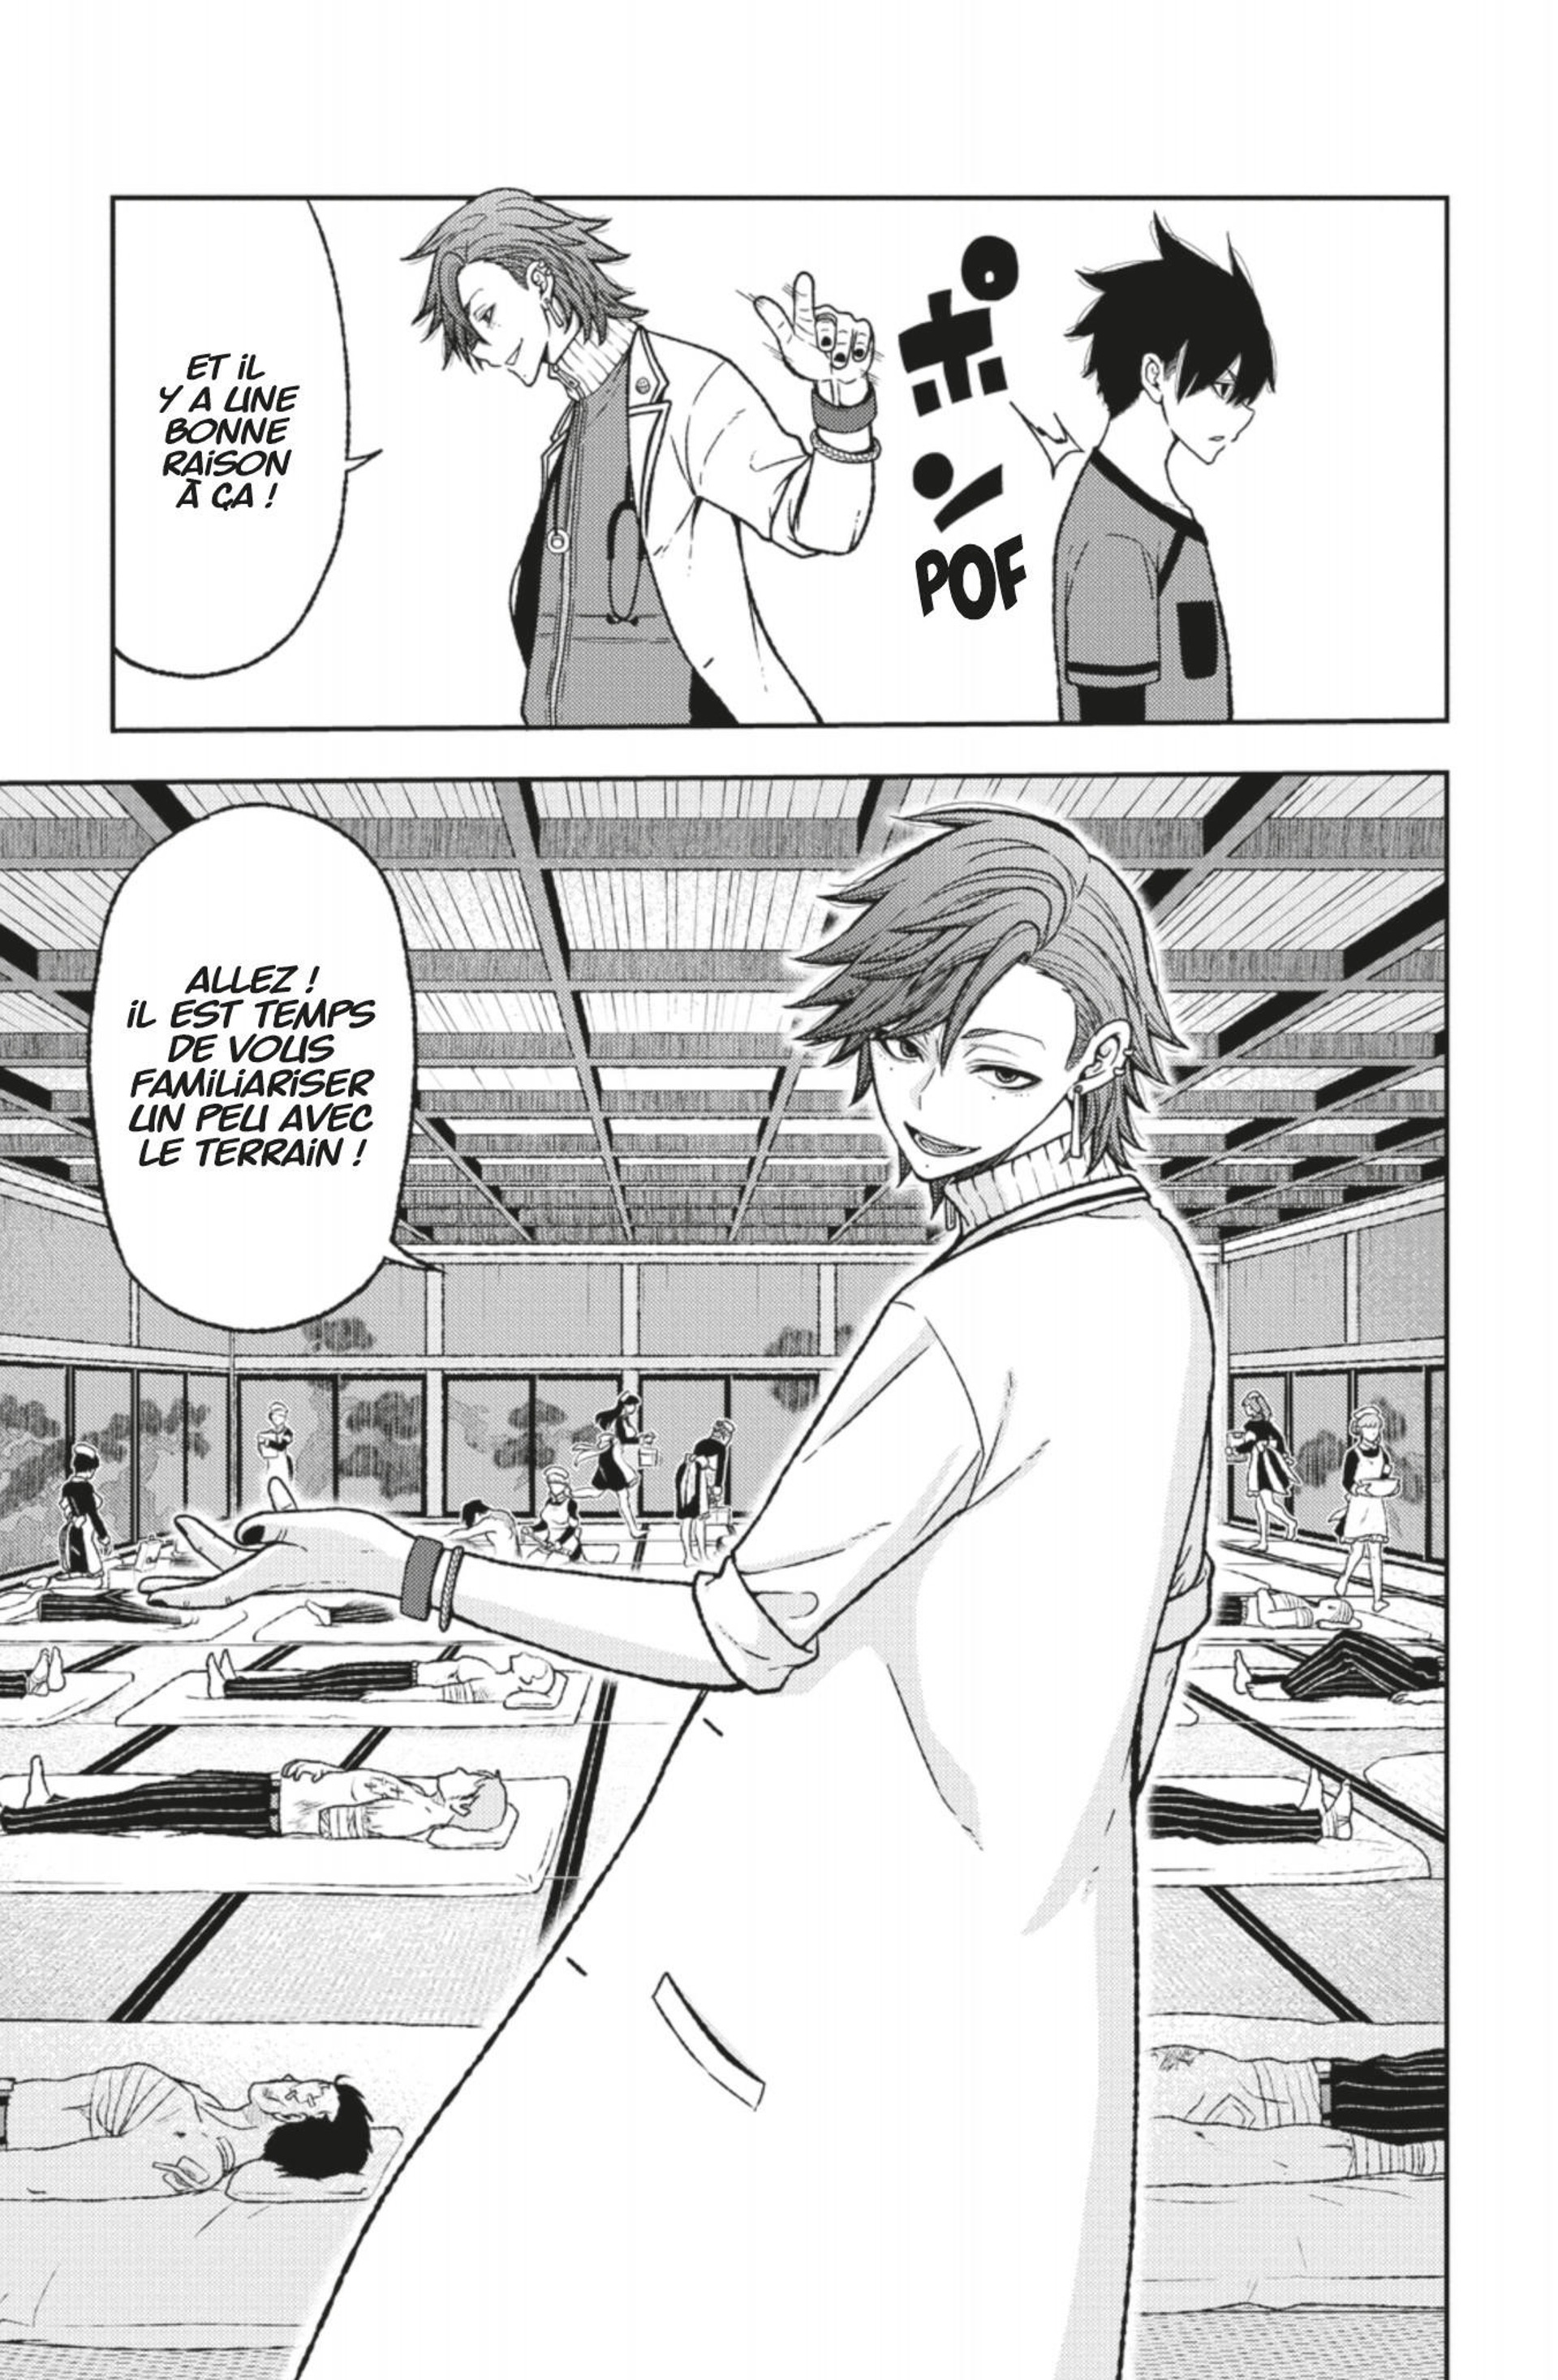 ポン
POF
ET IL
Y A UNE
BONNE
RAISON
À ÇA !
ALLEZ !
IL EST TEMPS
DE VOUS
FAMILIARISER
UN PEU AVEC
LE TERRAIN !